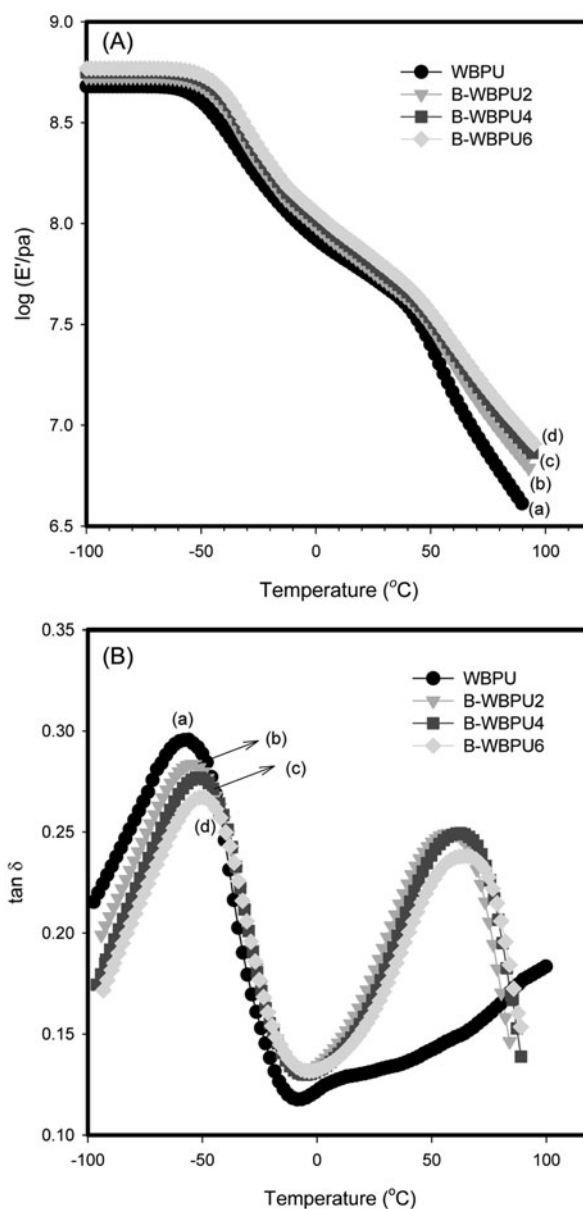 (A)
WBPU
B-WBPU2
B-WBPU4
B-WBPU6
log (E'/pa)
9.0
8.5
8.0
7.5
7.0
6.5
(d)
(c)
(b)
(a)
-100 -50 0 50 100
Temperature (°C)
(B)
WBPU
B-WBPU2
B-WBPU4
B-WBPU6
tan δ
0.35
0.30
0.25
0.20
0.15
0.10
(a)
(b)
(c)
(d)
-100 -50 0 50 100
Temperature (°C)